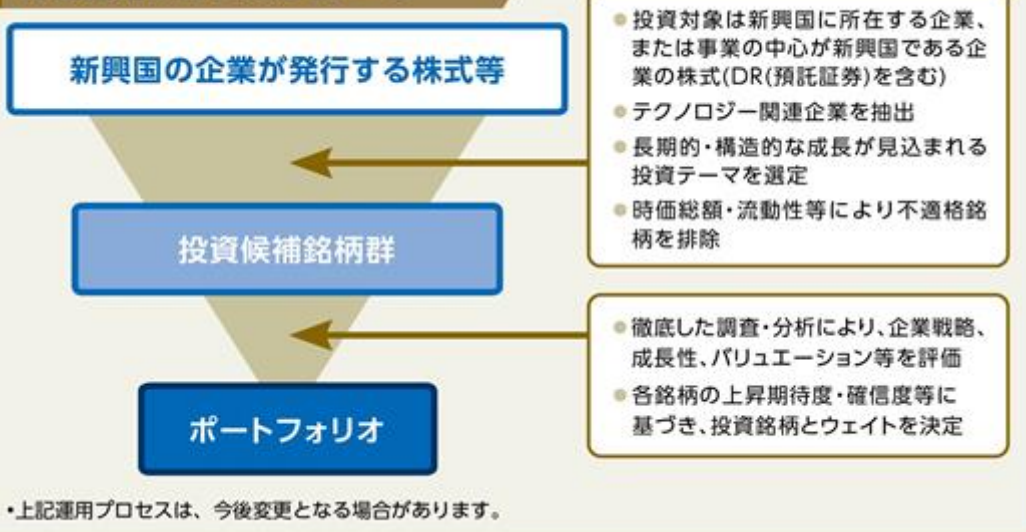 新興国の企業が発行する株式等
●投資対象は新興国に所在する企業、
または事業の中心が新興国である企
業の株式(DR(預託証券)を含む)
●テクノロジー関連企業を抽出
●長期的・構造的な成長が見込まれる
投資テーマを選定
●時価総額・流動性等により不適格銘
柄を排除
投資候補銘柄群
●徹底した調査・分析により、企業戦略、
成長性、バリュエーション等を評価
●各銘柄の上昇期待度・確信度等に
基づき、投資銘柄とウェイトを決定
ポートフォリオ
・上記運用プロセスは、今後変更となる場合があります。